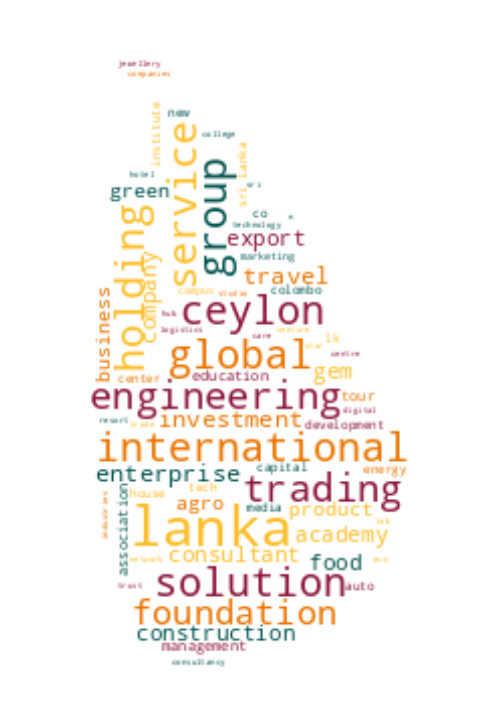 jewellery
companies
institute
new
service
college
group
sri lanka
hotel
green
sri
holding
co
technology
export
company
marketing
travel
business
campus
studio
colombo
ceylon
hub
logistics
care
venture
lk
star
centre
global
gem
center
education
engineering
tour
digital
resort
trade
investment
development
international
enterprise
capital
energy
trading
association
house
tech
industries
agro
media
product
lanka
academy
network
consultant
food
eco
trust
solution
auto
foundation
construction
management
consultancy